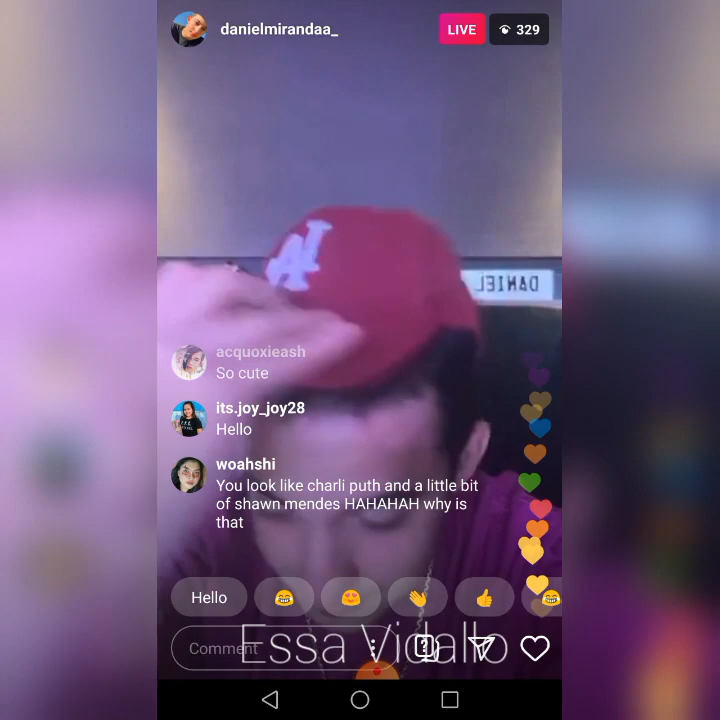 danielmirandaa_
LIVE
329
DANIEL
acquoxieash
So cute
its.joy_joy28
Hello
woahshi
You look like charli puth and a little bit
of shawn mendes HAHAHAH why is
that
Hello
Comment
Essa Vidallo